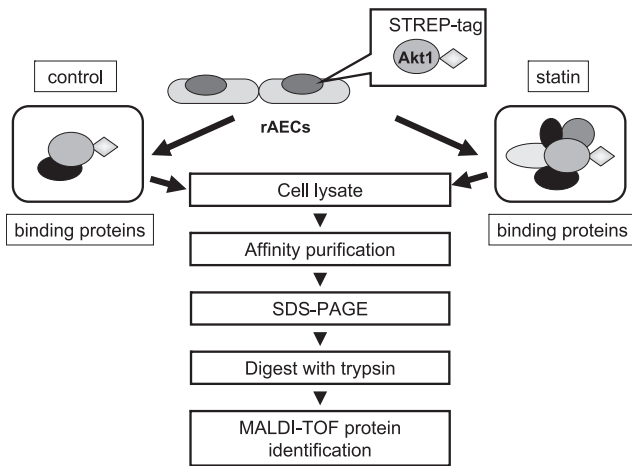 STREP-tag
Akt1
control
statin
rAECs
binding proteins
binding proteins
Cell lysate
Affinity purification
SDS-PAGE
Digest with trypsin
MALDI-TOF protein
identification